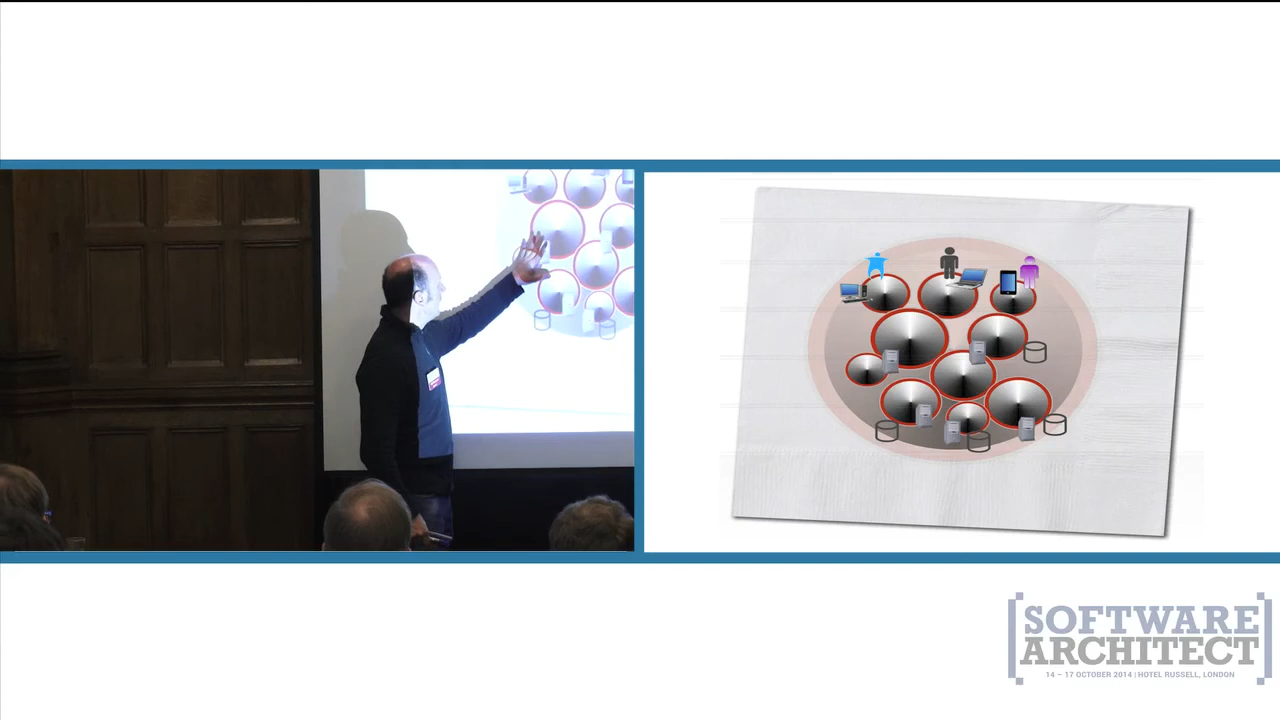 SOFTWARE
ARCHITECT
14 – 17 OCTOBER 2014 | HOTEL RUSSELL, LONDON